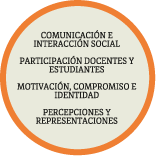 COMUNICACIÓN E
INTERACCIÓN SOCIAL
PARTICIPACIÓN DOCENTES Y
ESTUDIANTES
MOTIVACIÓN, COMPROMISO E
IDENTIDAD
PERCEPCIONES Y
REPRESENTACIONES